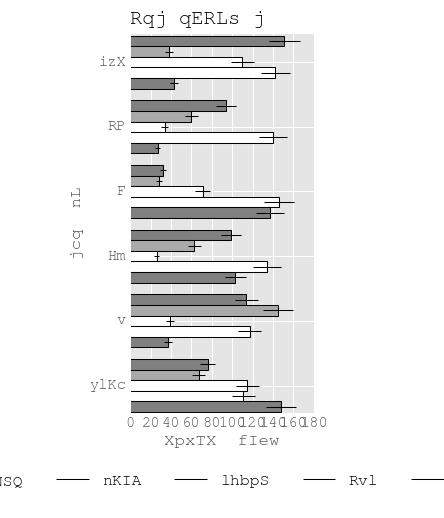 Rqj qERLs j
izX
RP
F
Hm
v
ylKc
jcq nL
0 20 40 60 80 100 120 140 160 180
XpxTX fIew
nKIA lhbpS Rvl